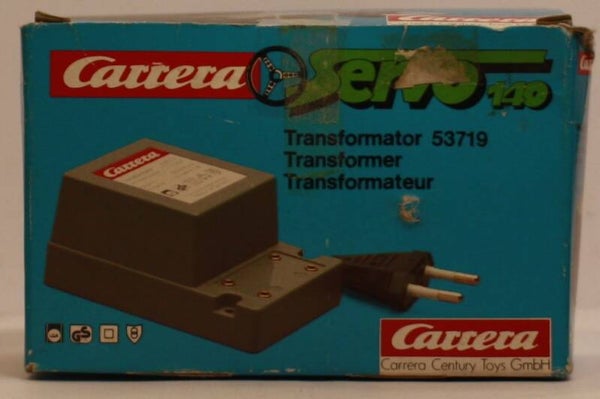 Carrera Servo 140
Transformator 53719
Transformer
Transformateur
Carrera
Carrera
Carrera Century Toys GmbH